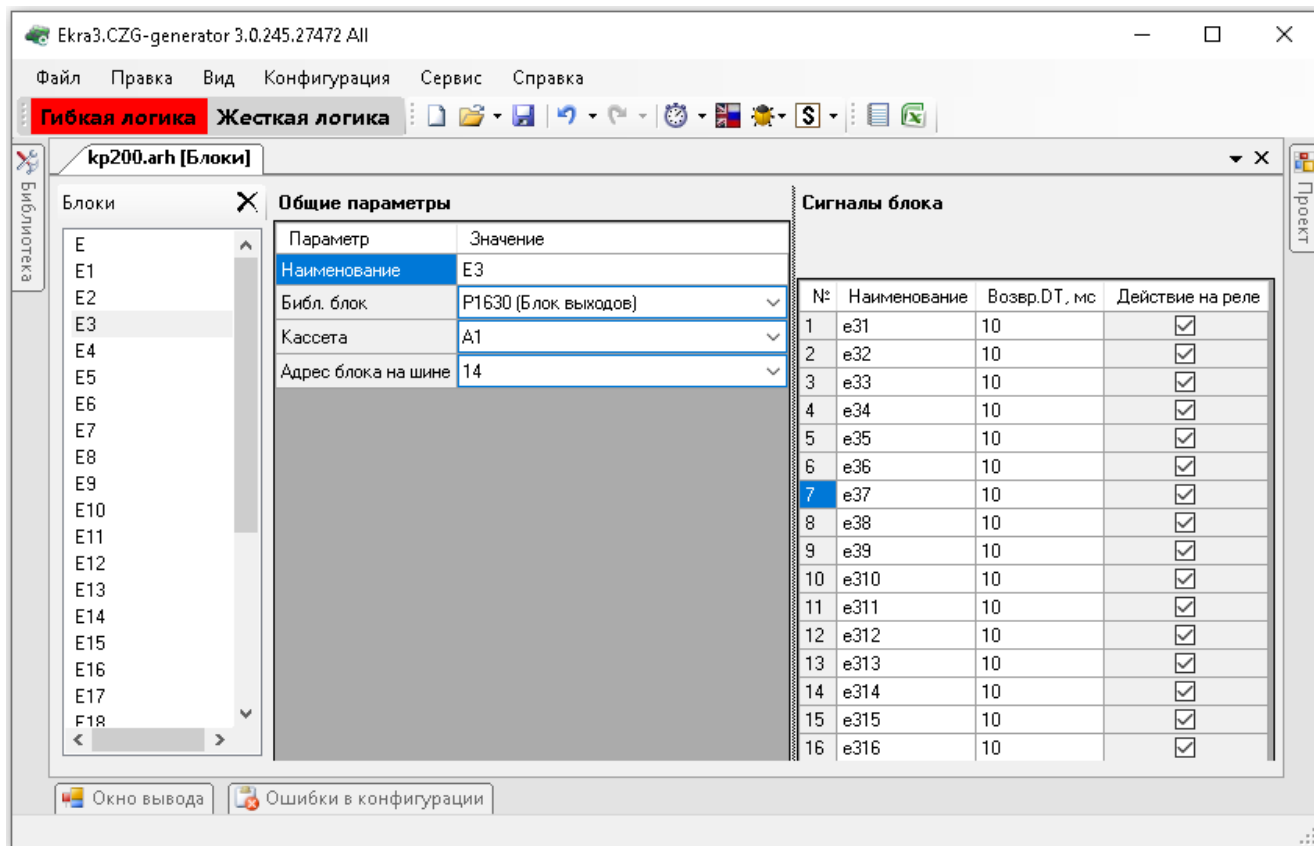 Ekra3.CZG-generator 3.0.245.27472 All
Файл Правка Вид Конфигурация Сервис Справка
Гибкая логика Жесткая логика
S
Библиотека
kp200.arh [Блоки]
Проект
Блоки
E
E1
E2
E3
E4
E5
E6
E7
E8
E9
E10
E11
E12
E13
E14
E15
E16
E17
E18
Общие параметры
Параметр Значение
Наименование E3
Библ. блок P1630 (Блок выходов)
Кассета A1
Адрес блока на шине 14
Сигналы блока
№ Наименование Возвр.DT, мс Действие на реле
1 e31 10
2 e32 10
3 e33 10
4 e34 10
5 e35 10
6 e36 10
7 e37 10
8 e38 10
9 e39 10
10 e310 10
11 e311 10
12 e312 10
13 e313 10
14 e314 10
15 e315 10
16 e316 10
Окно вывода Ошибки в конфигурации